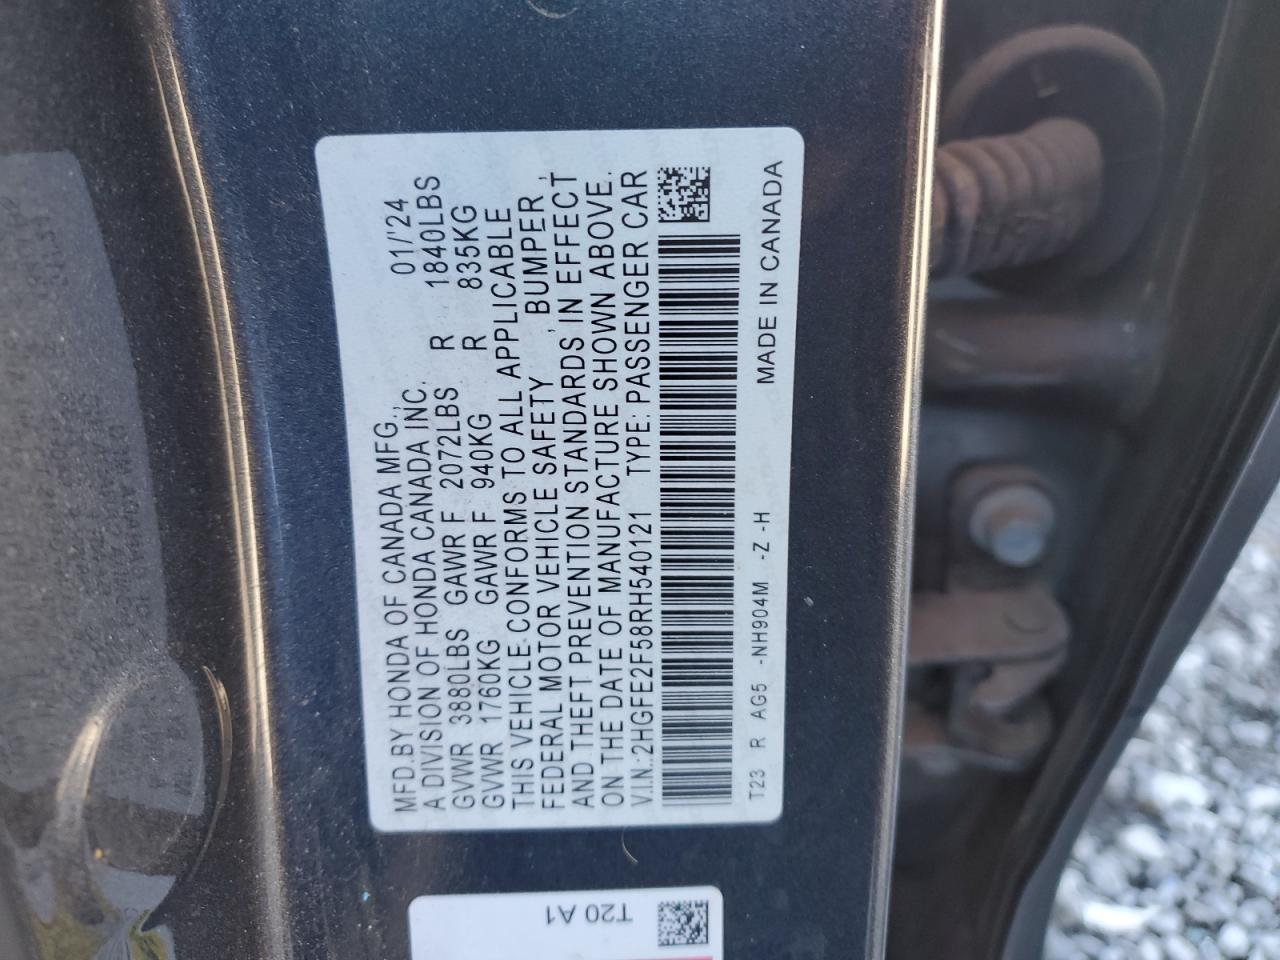 MFD.BY HONDA OF CANADA MFG., 01/'24
A DIVISION OF HONDA CANADA INC.
GVWR 3880LBS GAWR F 2072LBS R 1840LBS
GVWR 1760KG GAWR F 940KG R 835KG
THIS VEHICLE CONFORMS TO ALL APPLICABLE
FEDERAL MOTOR VEHICLE SAFETY , BUMPER ,
AND THEFT PREVENTION STANDARDS IN EFFECT
ON THE DATE OF MANUFACTURE SHOWN ABOVE.
V.I.N.:2HGFE2F58RH540121 TYPE: PASSENGER CAR
MADE IN CANADA
T23 R AG5 -NH904M -Z -H
T20 A1